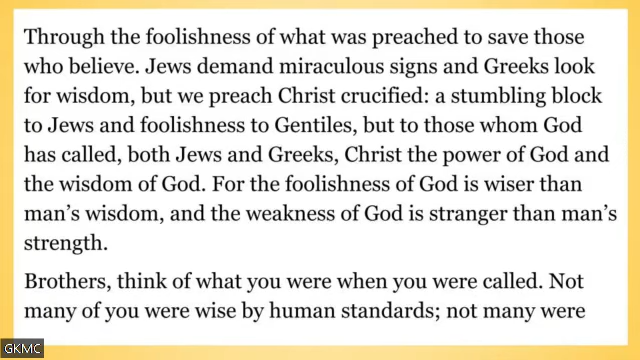 Through the foolishness of what was preached to save those
who believe. Jews demand miraculous signs and Greeks look
for wisdom, but we preach Christ crucified: a stumbling block
to Jews and foolishness to Gentiles, but to those whom God
has called, both Jews and Greeks, Christ the power of God and
the wisdom of God. For the foolishness of God is wiser than
man’s wisdom, and the weakness of God is stranger than man’s
strength.
Brothers, think of what you were when you were called. Not
many of you were wise by human standards; not many were
GKMC